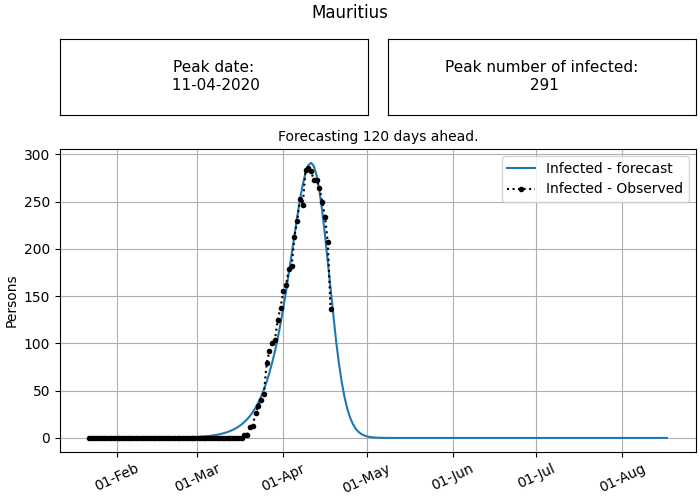 Mauritius
Peak date:
11-04-2020
Peak number of infected:
291
Forecasting 120 days ahead.
Infected - forecast
Infected - Observed
Persons
300
250
200
150
100
50
0
01-Feb
01-Mar
01-Apr
01-May
01-Jun
01-Jul
01-Aug